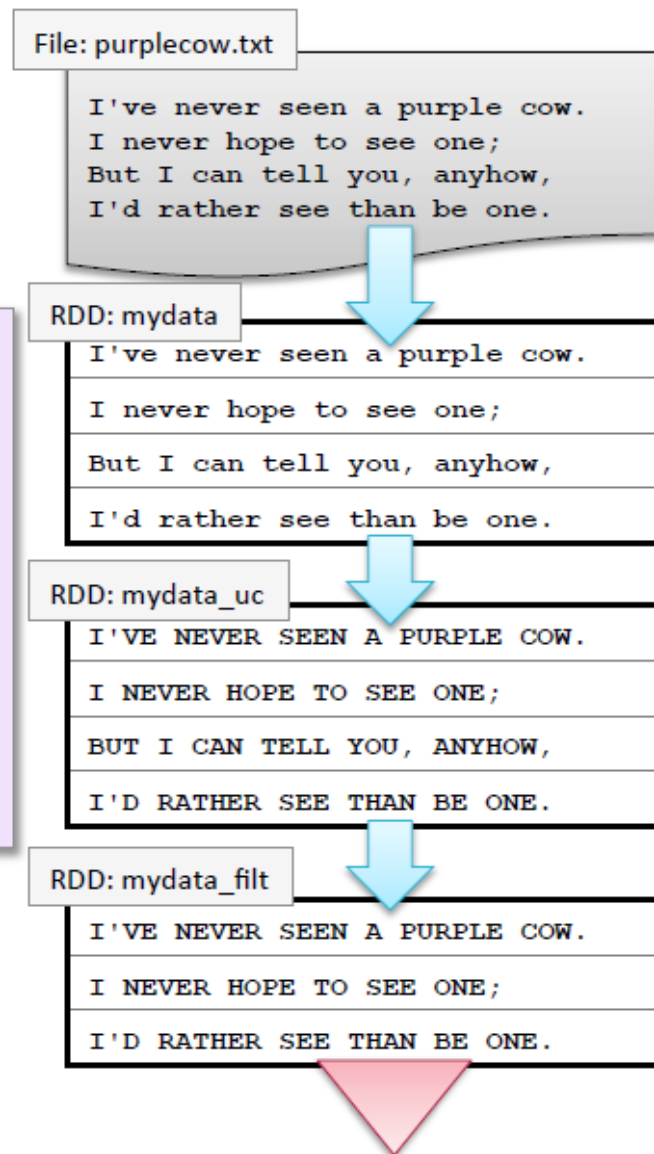 File: purplecow.txt
I've never seen a purple cow.
I never hope to see one;
But I can tell you, anyhow,
I'd rather see than be one.
RDD: mydata
I've never seen a purple cow.
I never hope to see one;
But I can tell you, anyhow,
I'd rather see than be one.
RDD: mydata_uc
I'VE NEVER SEEN A PURPLE COW.
I NEVER HOPE TO SEE ONE;
BUT I CAN TELL YOU, ANYHOW,
I'D RATHER SEE THAN BE ONE.
RDD: mydata_filt
I'VE NEVER SEEN A PURPLE COW.
I NEVER HOPE TO SEE ONE;
I'D RATHER SEE THAN BE ONE.